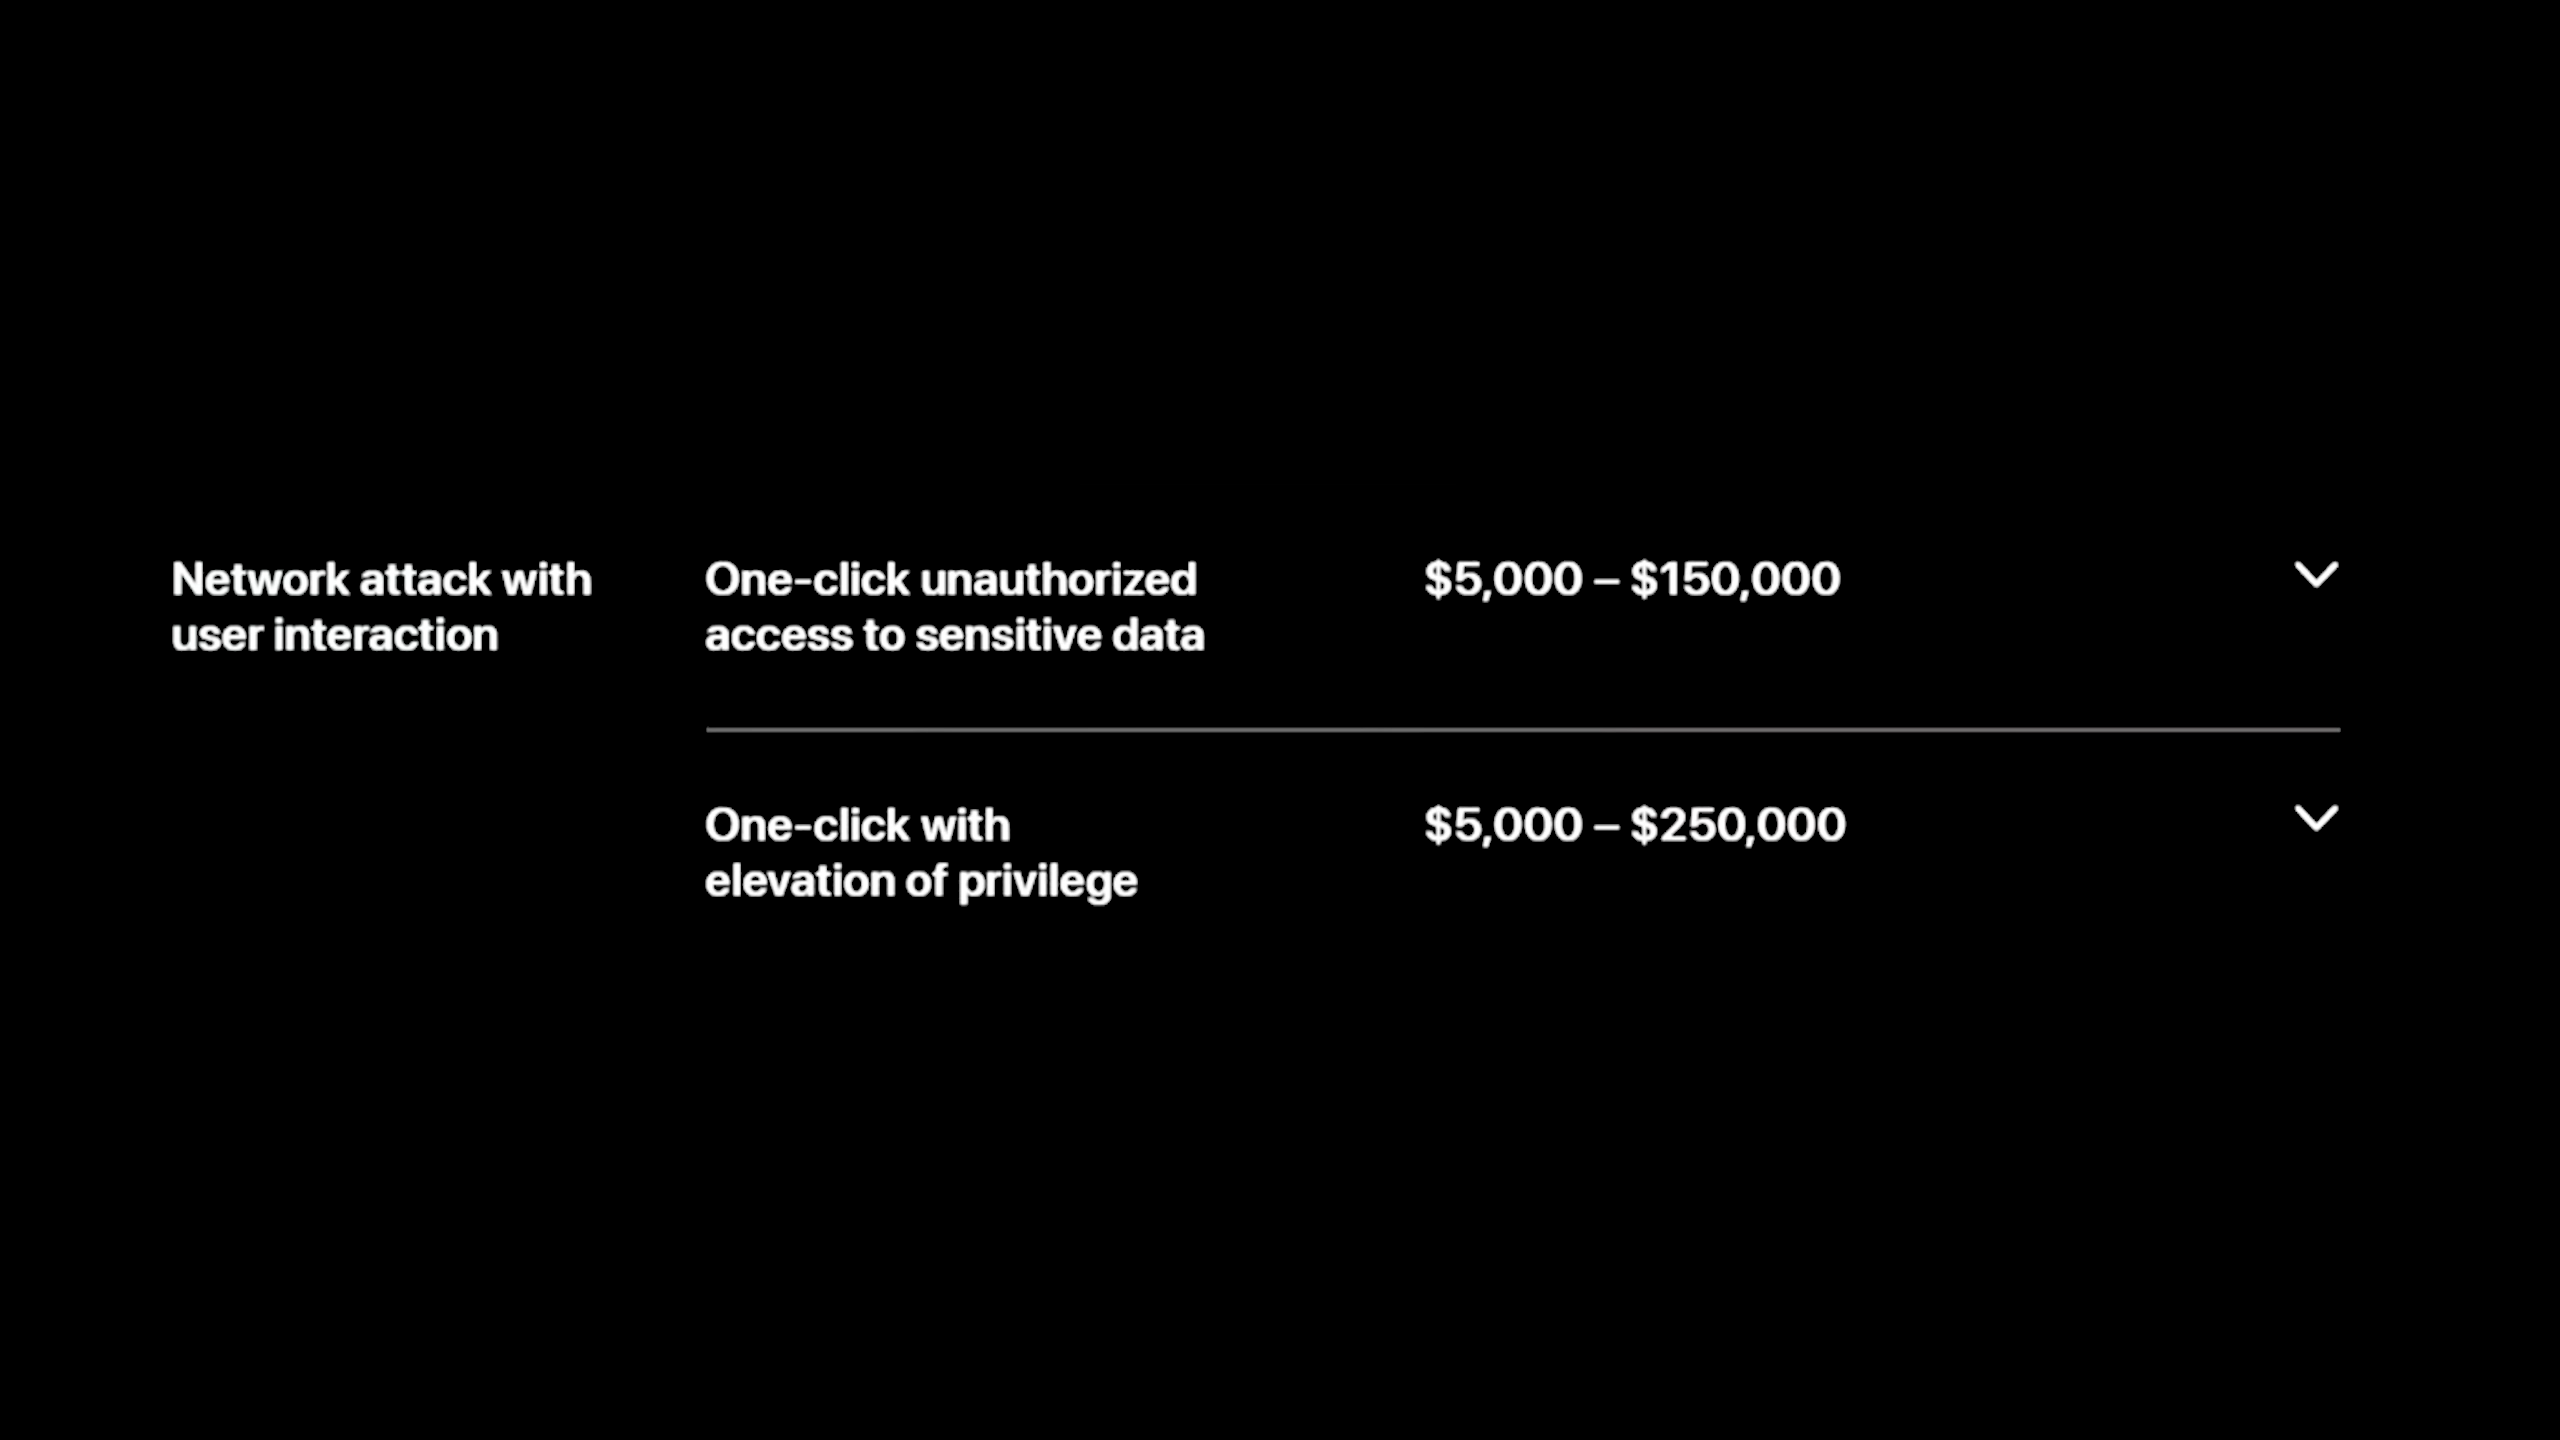 Network attack with
user interaction
One-click unauthorized
access to sensitive data
$5,000 – $150,000
One-click with
elevation of privilege
$5,000 – $250,000